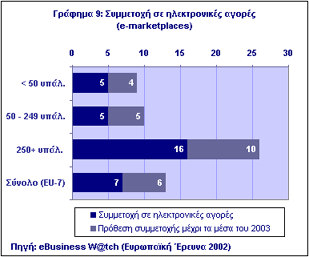 Γράφημα 9: Συμμετοχή σε ηλεκτρονικές αγορές
(e-marketplaces)
0 5 10 15 20 25 30
< 50 υπάλ. 5 4
50 - 249 υπάλ. 5 5
250+ υπάλ. 16 10
Σύνολο (EU-7) 7 6
Συμμετοχή σε ηλεκτρονικές αγορές
Πρόθεση συμμετοχής μέχρι τα μέσα του 2003
Πηγή: eBusiness W@tch (Ευρωπαϊκή Έρευνα 2002)